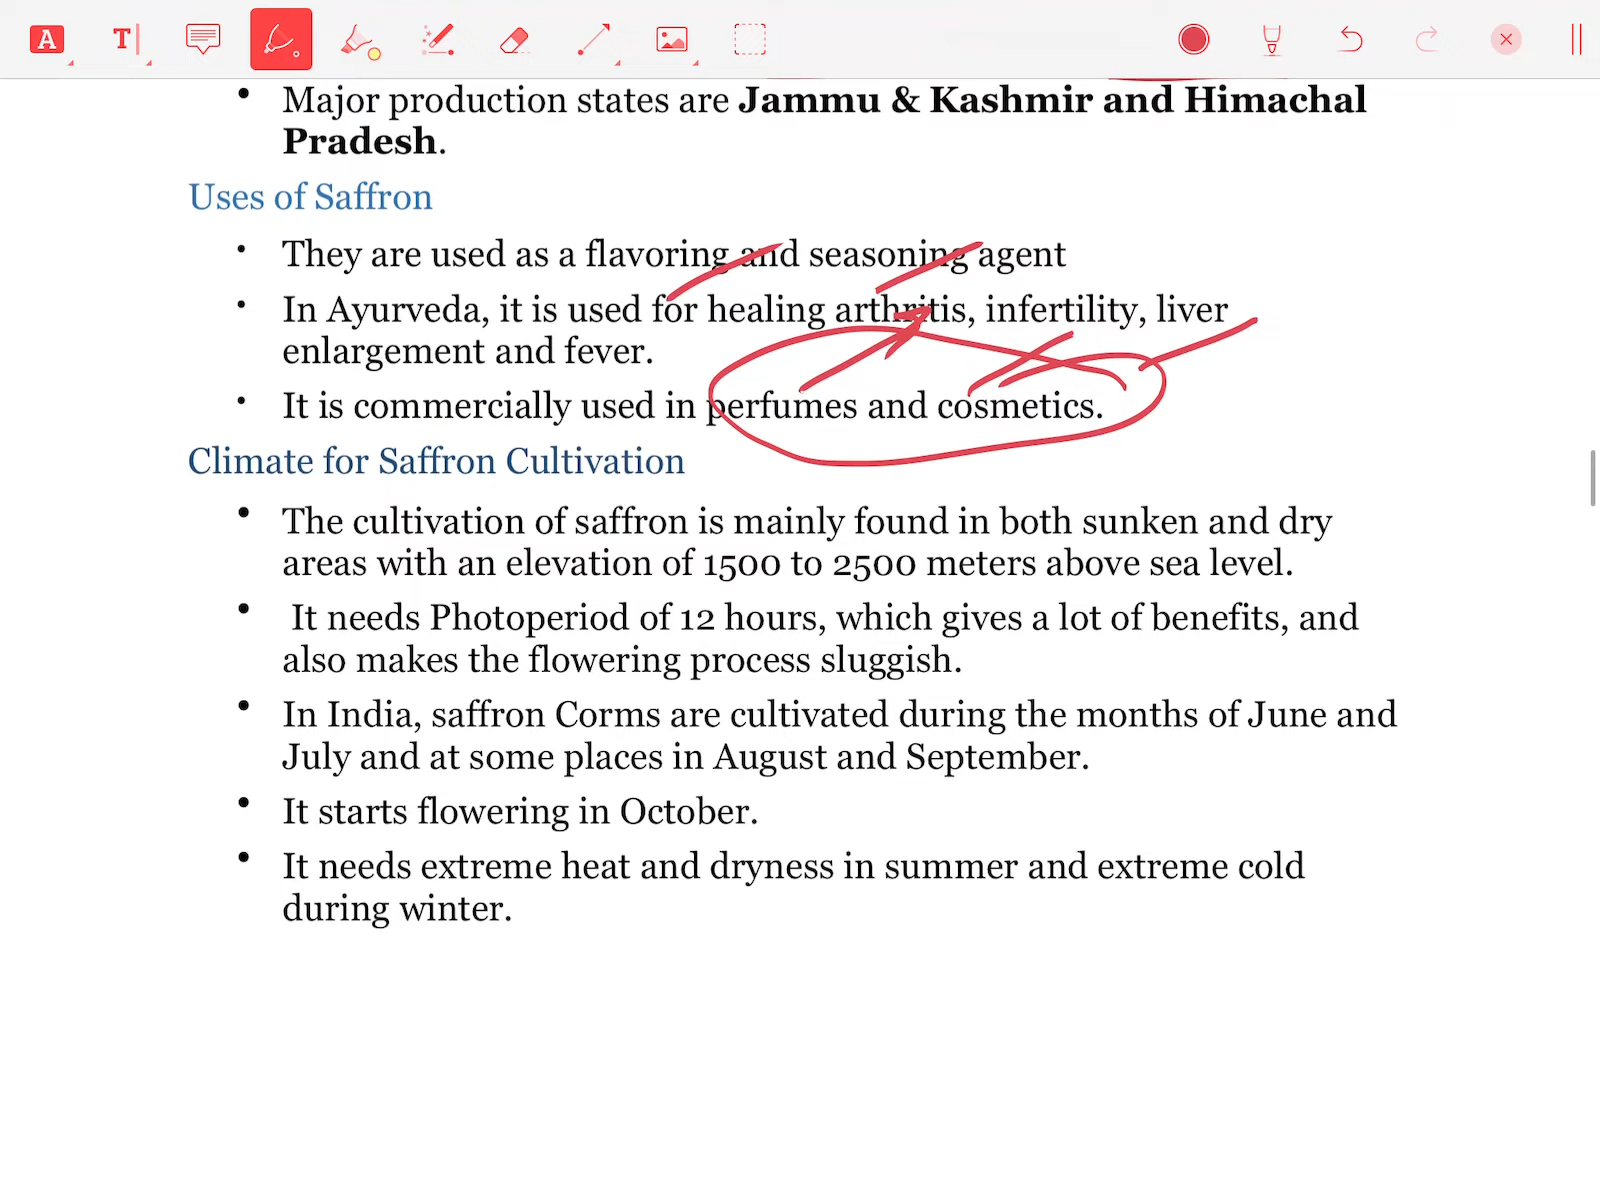 A T
• Major production states are Jammu & Kashmir and Himachal
Pradesh.
Uses of Saffron
• They are used as a flavoring and seasoning agent
• In Ayurveda, it is used for healing arthritis, infertility, liver
enlargement and fever.
• It is commercially used in perfumes and cosmetics.
Climate for Saffron Cultivation
• The cultivation of saffron is mainly found in both sunken and dry
areas with an elevation of 1500 to 2500 meters above sea level.
• It needs Photoperiod of 12 hours, which gives a lot of benefits, and
also makes the flowering process sluggish.
• In India, saffron Corms are cultivated during the months of June and
July and at some places in August and September.
• It starts flowering in October.
• It needs extreme heat and dryness in summer and extreme cold
during winter.